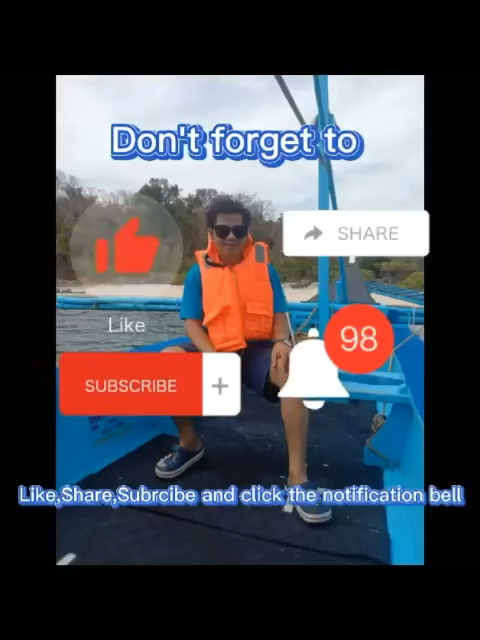 Don't forget to
SHARE
Like
98
SUBSCRIBE +
Like,Share,Subrcibe and click the notification bell